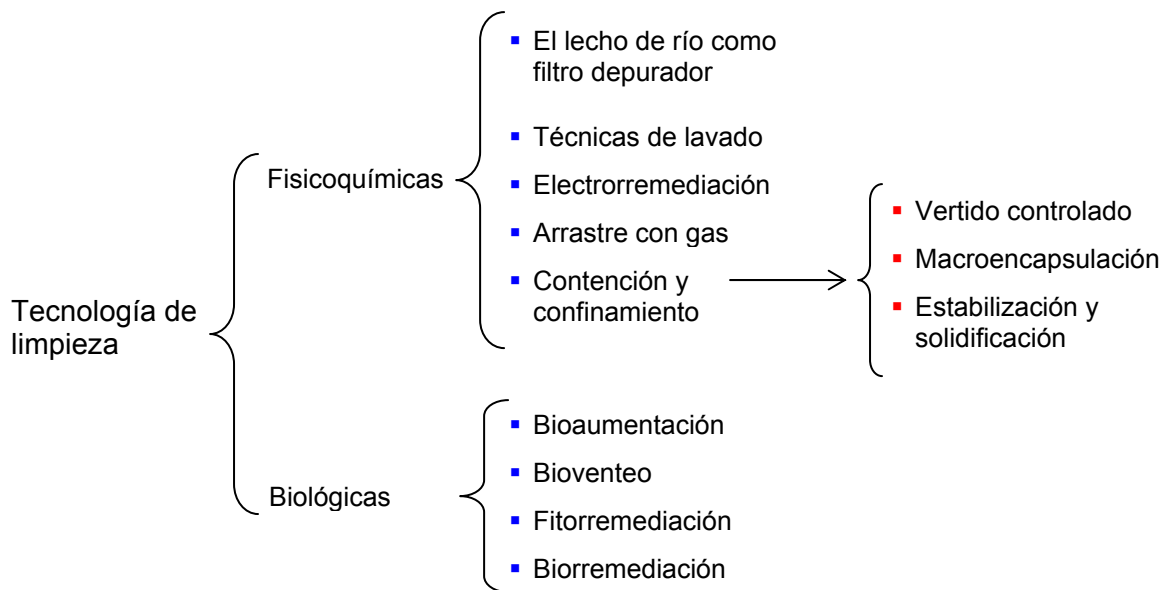 Tecnología de
limpieza
Fisicoquímicas
El lecho de río como
filtro depurador
Técnicas de lavado
Electrorremediación
Arrastre con gas
Contención y
confinamiento
Vertido controlado
Macroencapsulación
Estabilización y
solidificación
Biológicas
Bioaumentación
Bioventeo
Fitorremediación
Biorremediación